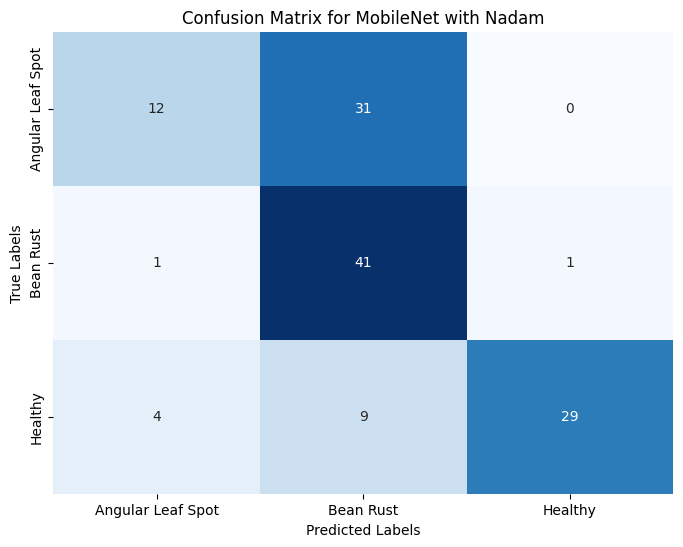 Confusion Matrix for MobileNet with Nadam
True Labels
Angular Leaf Spot
12 31 0
Bean Rust
1 41 1
Healthy
4 9 29
Angular Leaf Spot Bean Rust Healthy
Predicted Labels